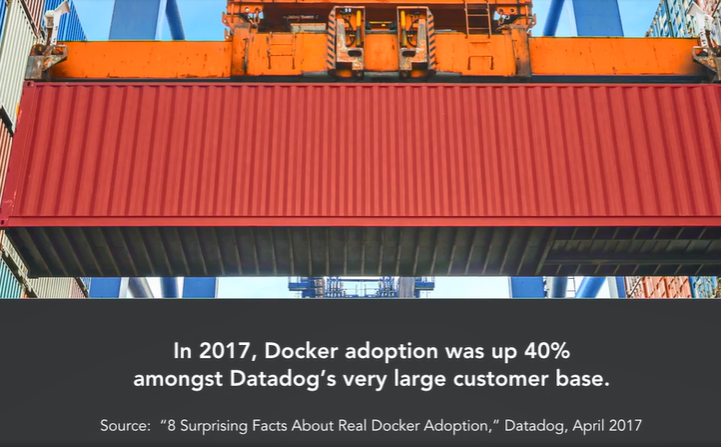 In 2017, Docker adoption was up 40%
amongst Datadog’s very large customer base.
Source:  “8 Surprising Facts About Real Docker Adoption,“ Datadog, April 2017